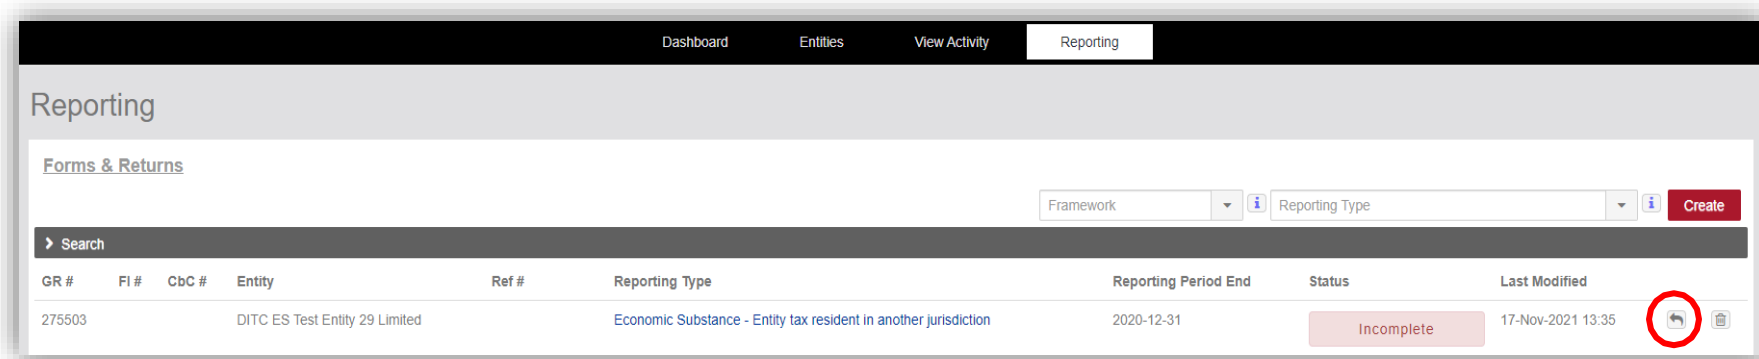 Dashboard Entities View Activity Reporting
Reporting
Forms & Returns
Framework i Reporting Type i Create
Search
GR # FI # CbC # Entity Ref # Reporting Type Reporting Period End Status Last Modified
275503 DITC ES Test Entity 29 Limited Economic Substance - Entity tax resident in another jurisdiction 2020-12-31 Incomplete 17-Nov-2021 13:35